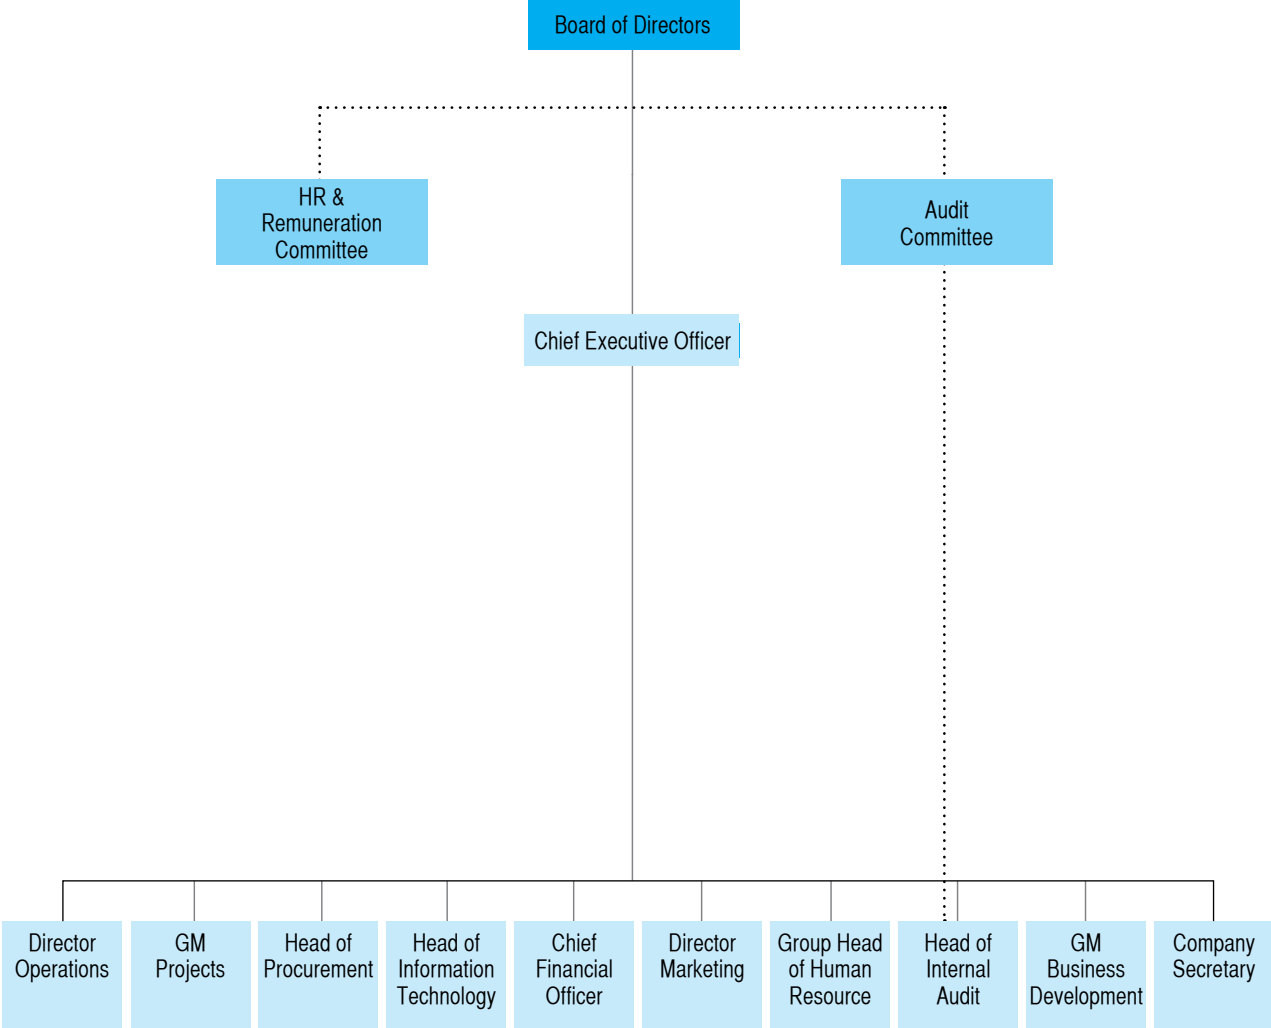 Board of Directors
HR &
Remuneration
Committee
Audit
Committee
Chief Executive Officer
Director
Operations
GM
Projects
Head of
Procurement
Head of
Information
Technology
Chief
Financial
Officer
Director
Marketing
Group Head
of Human
Resource
Head of
Internal
Audit
GM
Business
Development
Company
Secretary